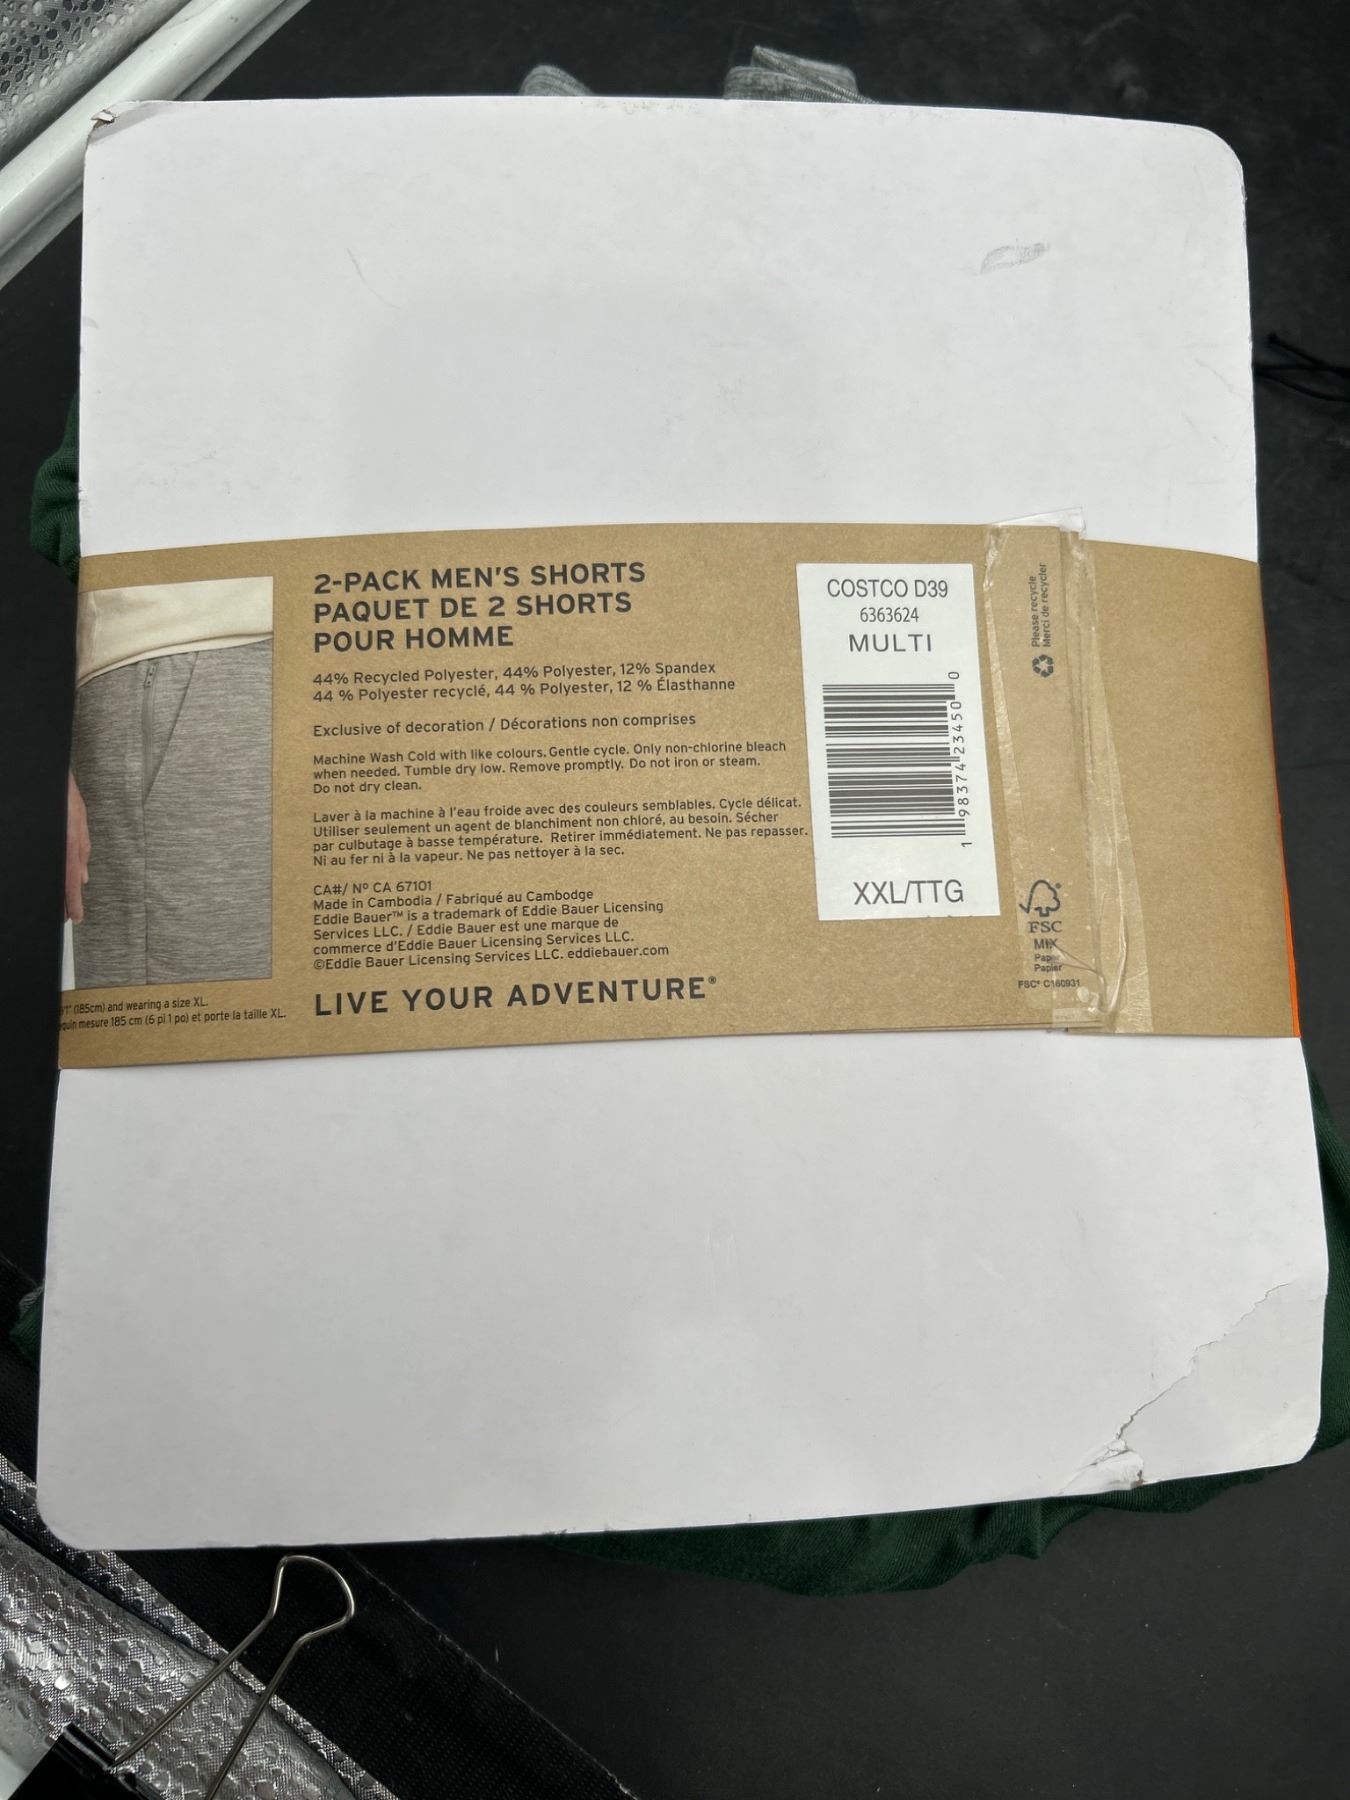 2-PACK MEN'S SHORTS
PAQUET DE 2 SHORTS
POUR HOMME
44% Recycled Polyester, 44% Polyester, 12% Spandex
44 % Polyester recyclé, 44 % Polyester, 12 % Élasthanne
Exclusive of decoration / Décorations non comprises
Machine Wash Cold with like colours. Gentle cycle. Only non-chlorine bleach
when needed. Tumble dry low. Remove promptly. Do not iron or steam.
Do not dry clean.
Laver à la machine à l'eau froide avec des couleurs semblables. Cycle délicat.
Utiliser seulement un agent de blanchiment non chloré, au besoin. Sécher
par culbutage à basse température. Retirer immédiatement. Ne pas repasser.
Ni au fer ni à la vapeur. Ne pas nettoyer à la sec.
CA#/ Nº CA 67101
Made in Cambodia / Fabriqué au Cambodge
Eddie Bauer™ is a trademark of Eddie Bauer Licensing
Services LLC. / Eddie Bauer est une marque de
commerce d'Eddie Bauer Licensing Services LLC.
©Eddie Bauer Licensing Services LLC. eddiebauer.com
LIVE YOUR ADVENTURE®
(185cm) and wearing a size XL.
mesure 185 cm (6 pi 1 po) et porte la taille XL.
COSTCO D39
6363624
MULTI
1 98374 23450 0
XXL/TTG
Please recycle
Merci de recycler
FSC
MIX
Paper
Papier
FSC® C160931